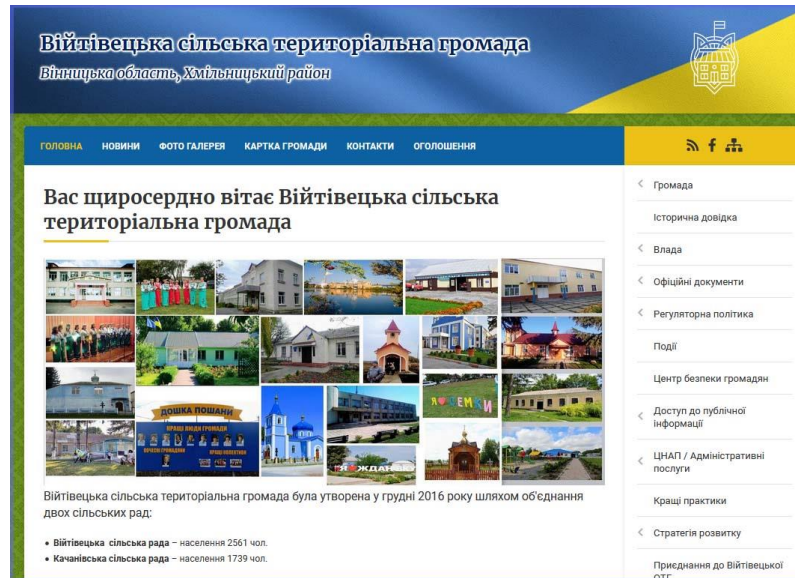 Війтівецька сільська територіальна громада
Вінницька область, Хмільницький район
ГОЛОВНА НОВИНИ ФОТО ГАЛЕРЕЯ КАРТКА ГРОМАДИ КОНТАКТИ ОГОЛОШЕННЯ
Вас щиросердно вітає Війтівецька сільська
територіальна громада
ДОШКА ПОШАНИ
КРАЩІ ЛЮДИ ГРОМАДИ
Війтівецька сільська територіальна громада була утворена у грудні 2016 року шляхом об'єднання
двох сільських рад:
• Війтівецька сільська рада – населення 2561 чол.
• Качанівська сільська рада – населення 1739 чол.
Громада
Історична довідка
Влада
Офіційні документи
Регуляторна політика
Події
Центр безпеки громадян
Доступ до публічної
інформації
ЦНАП / Адміністративні
послуги
Кращі практики
Стратегія розвитку
Приєднання до Війтівецької
ОТГ